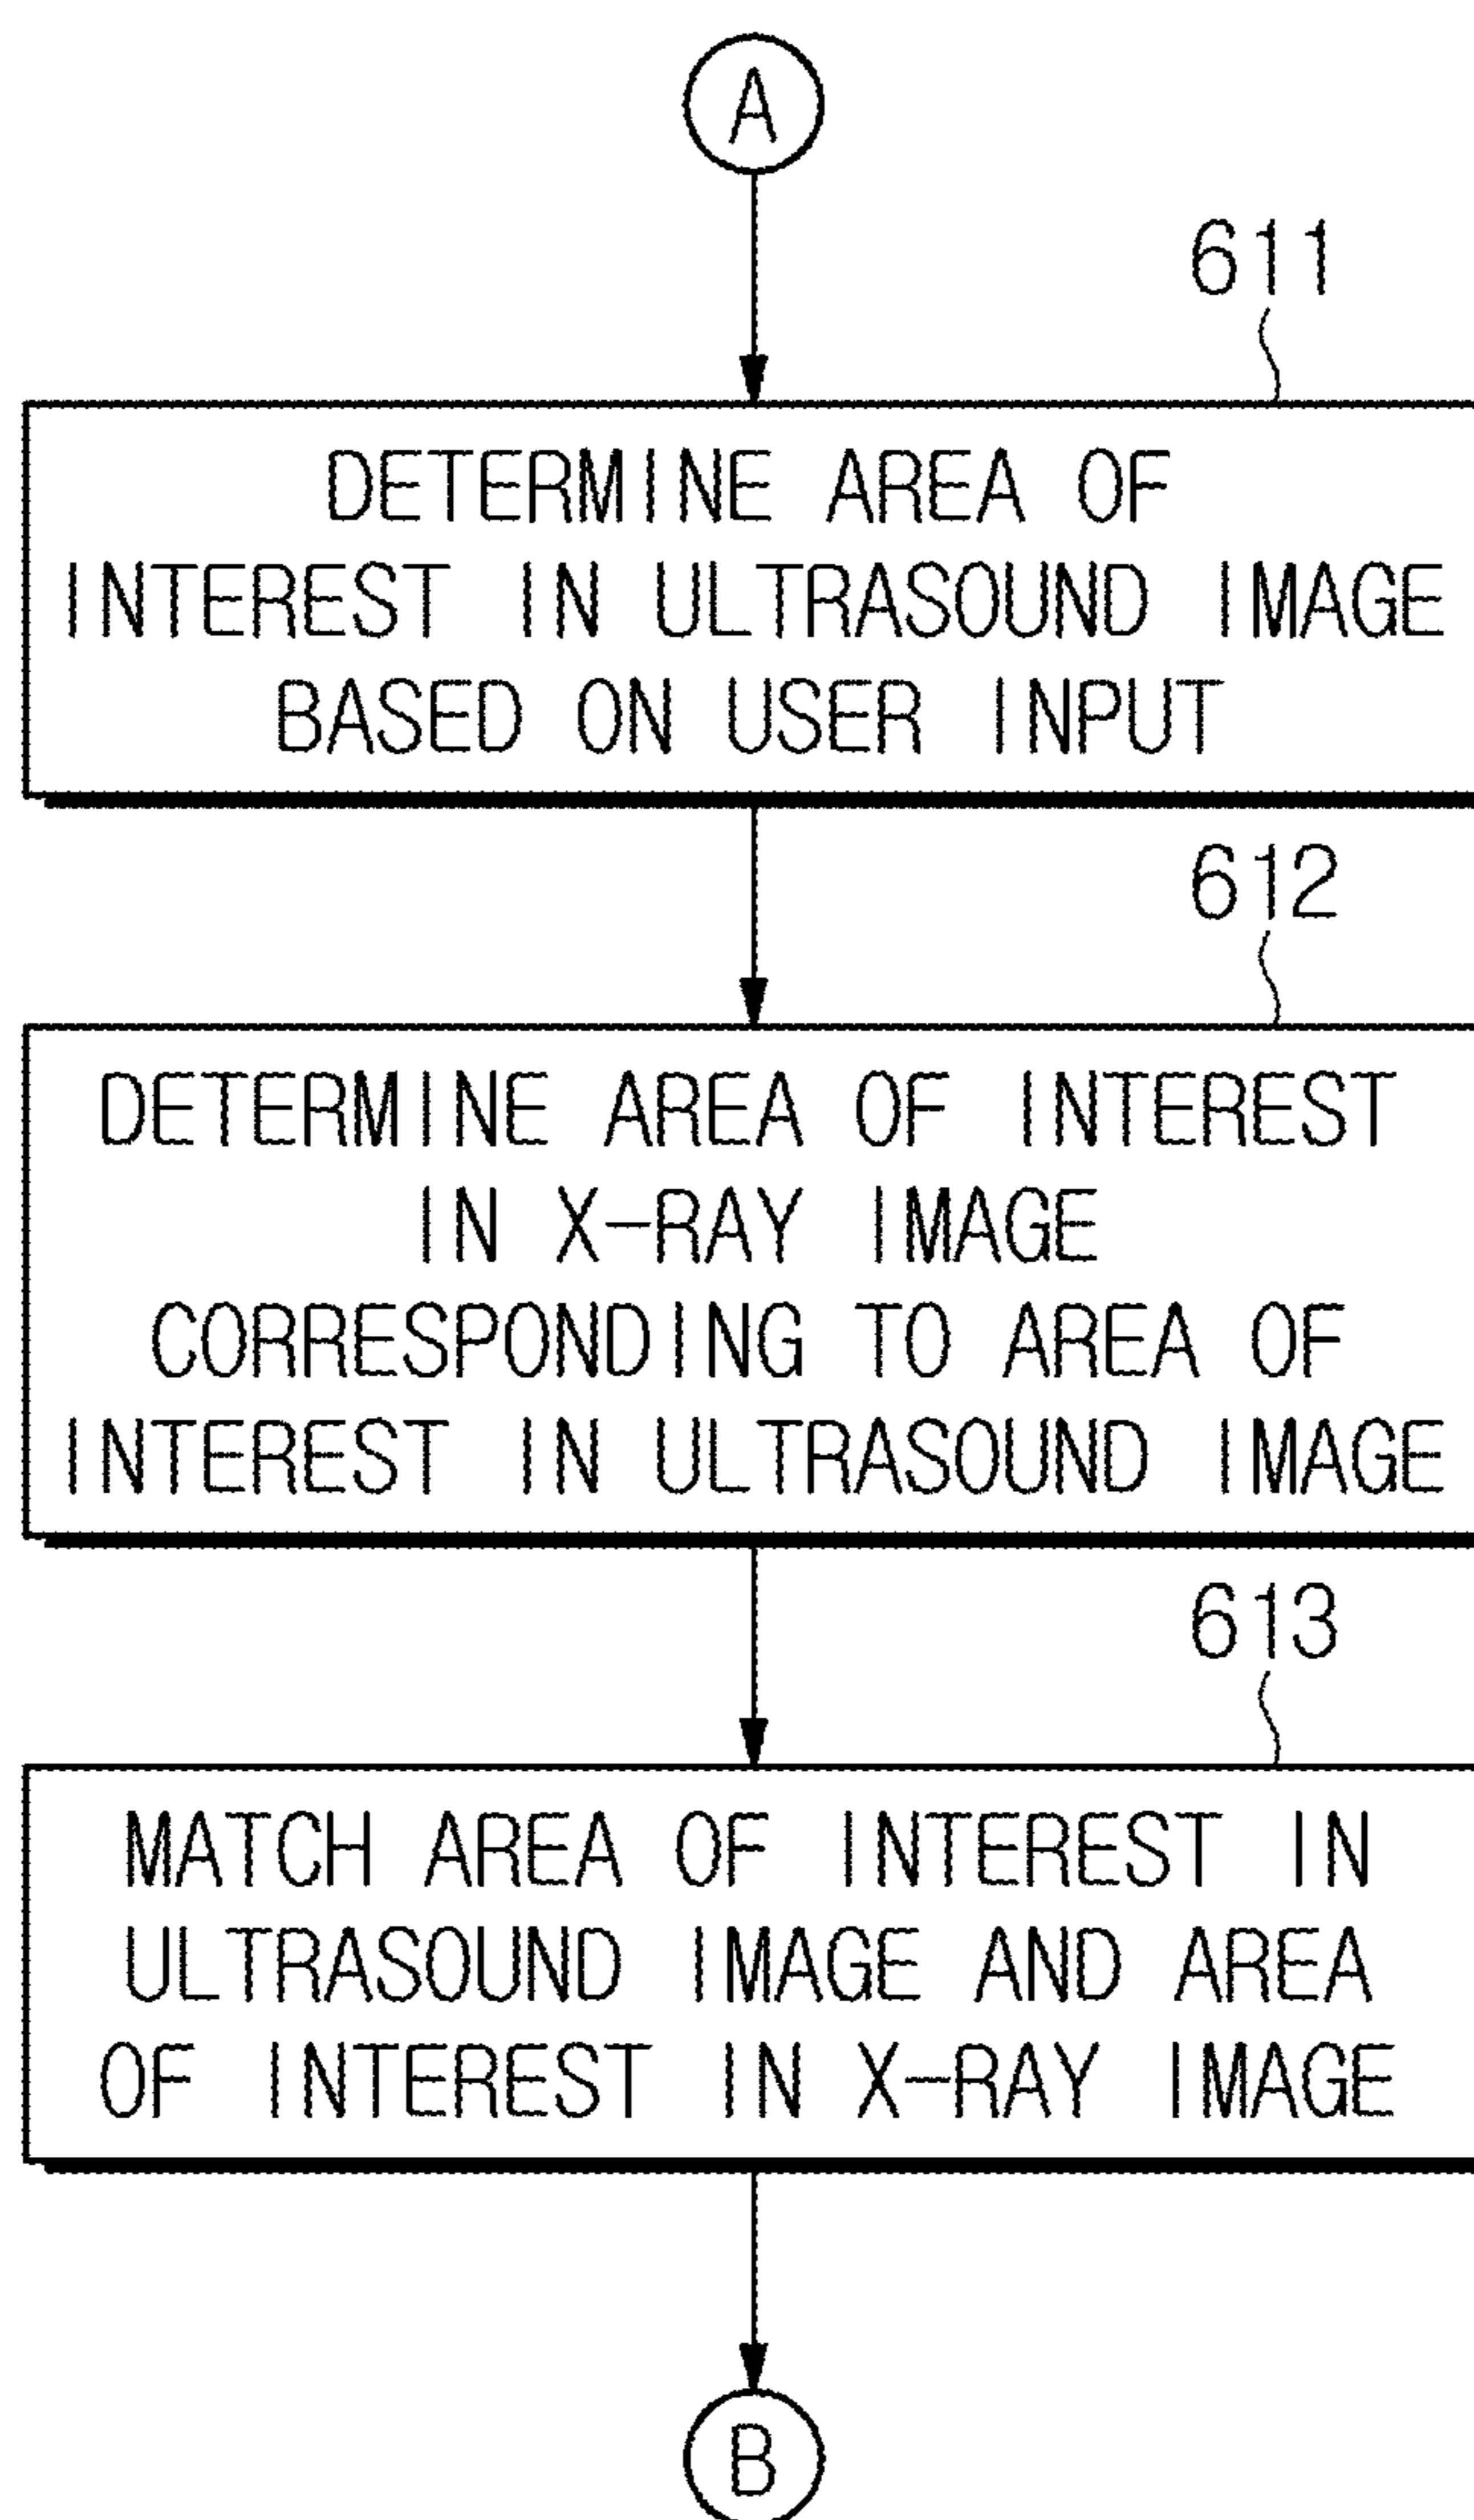 A
611
DETERMINE AREA OF
INTEREST IN ULTRASOUND IMAGE
BASED ON USER INPUT
612
DETERMINE AREA OF INTEREST
IN X-RAY IMAGE
CORRESPONDING TO AREA OF
INTEREST IN ULTRASOUND IMAGE
613
MATCH AREA OF INTEREST IN
ULTRASOUND IMAGE AND AREA
OF INTEREST IN X-RAY IMAGE
B